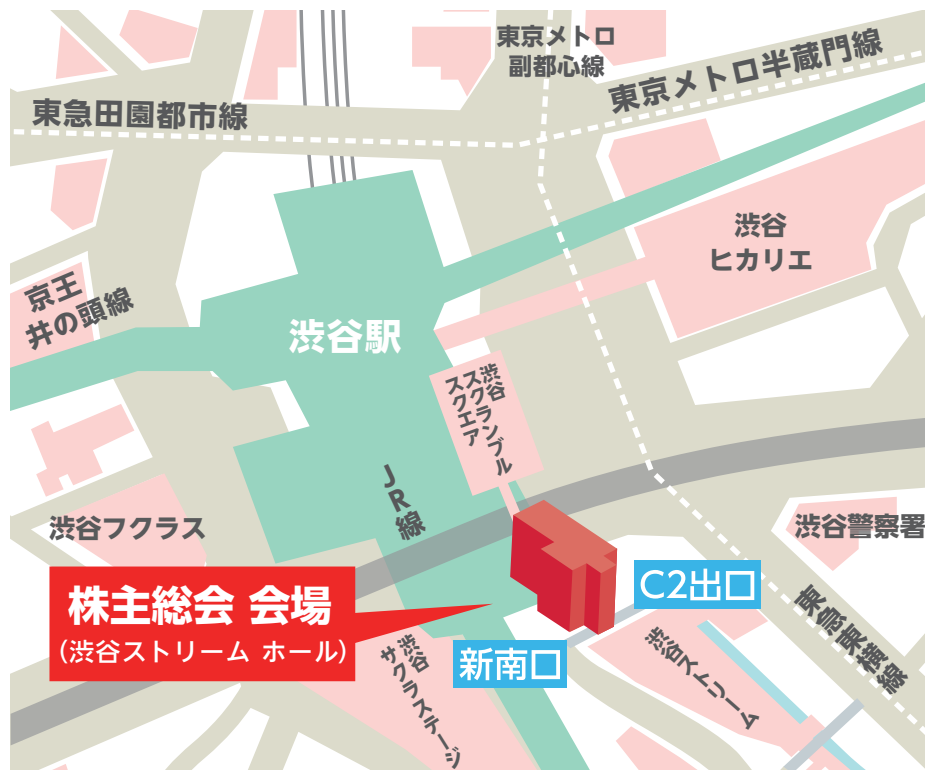 東京メトロ
副都心線
東京メトロ半蔵門線
東急田園都市線
渋谷
ヒカリエ
京王
井の頭線
渋谷駅
渋谷
スクランブル
スクエア
JR線
渋谷フクラス
渋谷警察署
株主総会 会場
(渋谷ストリーム ホール)
C2出口
新南口
東急東横線
渋谷ストリーム
渋谷
サクラステージ